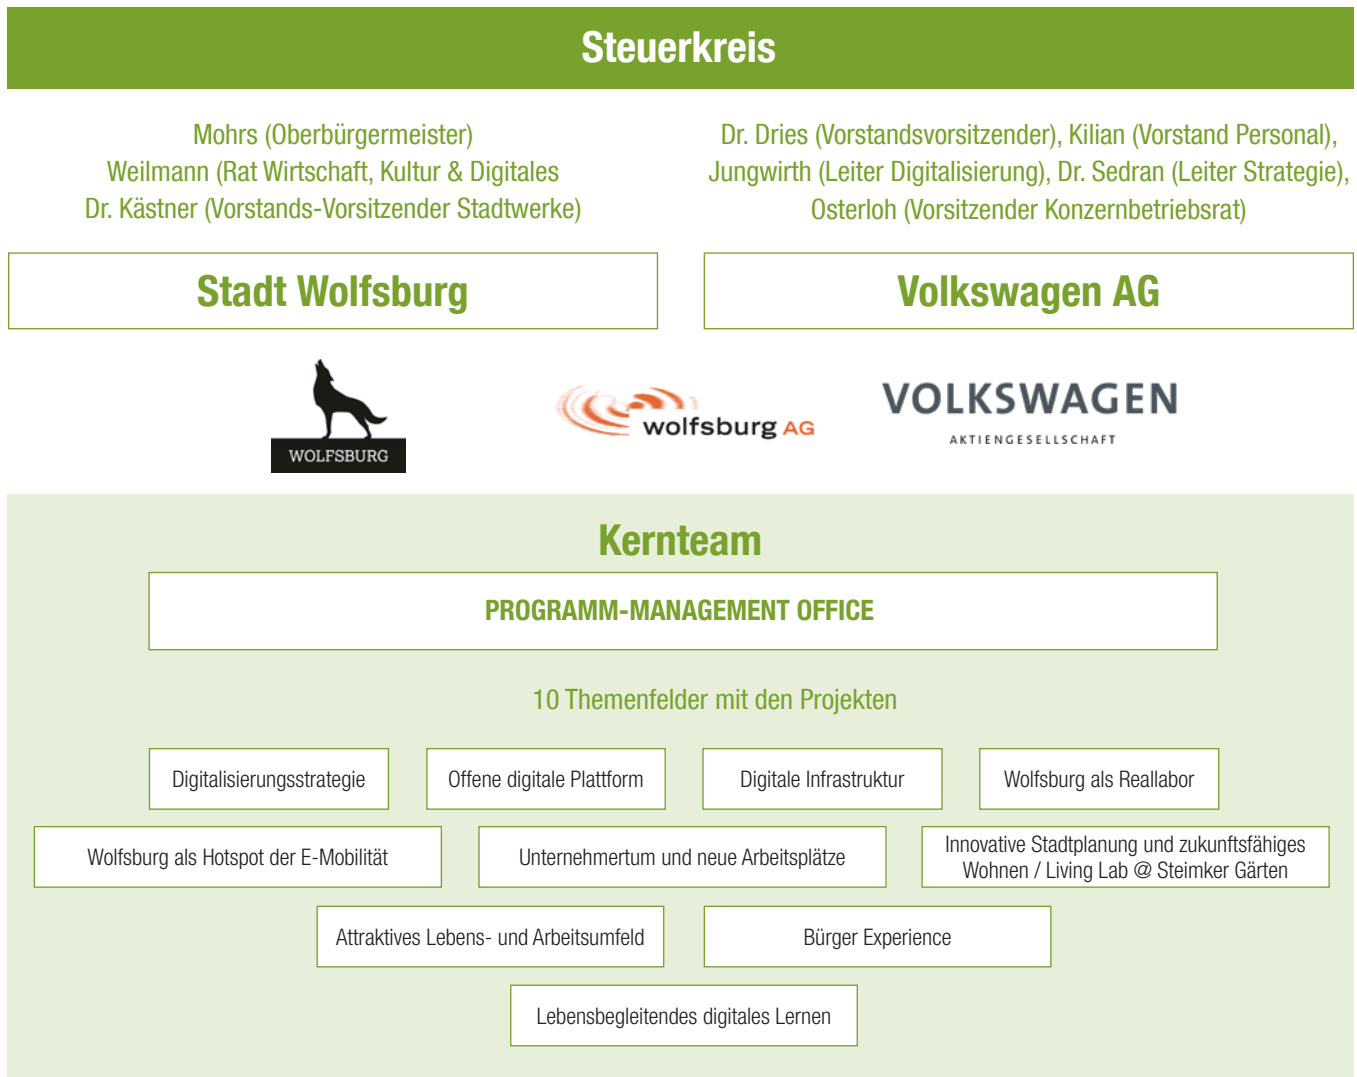 Steuerkreis
Mohrs (Oberbürgermeister)
Weilmann (Rat Wirtschaft, Kultur & Digitales
Dr. Kästner (Vorstands-Vorsitzender Stadtwerke)
Dr. Dries (Vorstandsvorsitzender), Kilian (Vorstand Personal),
Jungwirth (Leiter Digitalisierung), Dr. Sedran (Leiter Strategie),
Osterloh (Vorsitzender Konzernbetriebsrat)
Stadt Wolfsburg
Volkswagen AG
WOLFSBURG
wolfsburg AG
VOLKSWAGEN
AKTIENGESELLSCHAFT
Kernteam
PROGRAMM-MANAGEMENT OFFICE
10 Themenfelder mit den Projekten
Digitalisierungsstrategie
Offene digitale Plattform
Digitale Infrastruktur
Wolfsburg als Reallabor
Wolfsburg als Hotspot der E-Mobilität
Unternehmertum und neue Arbeitsplätze
Innovative Stadtplanung und zukunftsfähiges
Wohnen / Living Lab @ Steimker Gärten
Attraktives Lebens- und Arbeitsumfeld
Bürger Experience
Lebensbegleitendes digitales Lernen